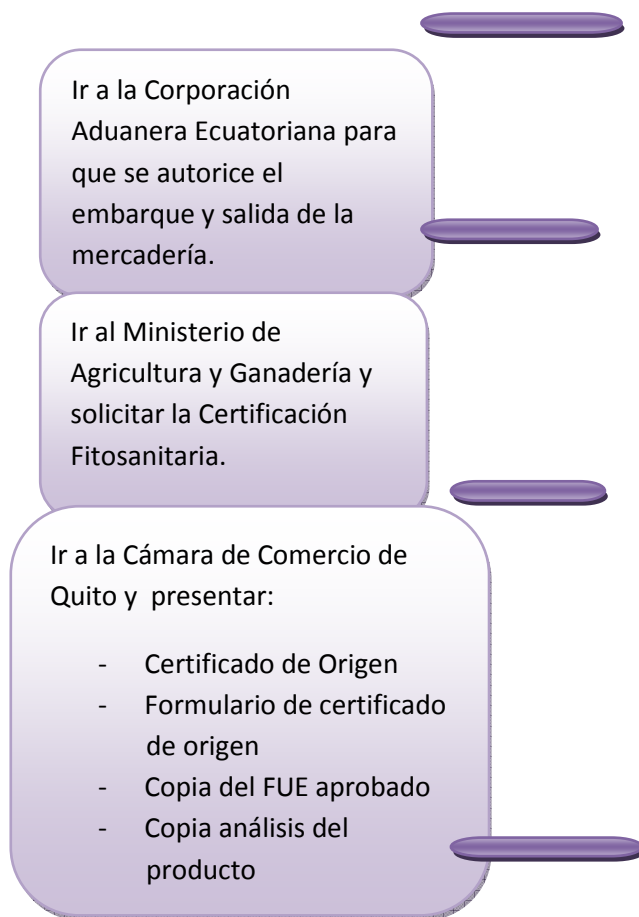 Ir a la Corporación
Aduanera Ecuatoriana para
que se autorice el
embarque y salida de la
mercadería.
Ir al Ministerio de
Agricultura y Ganadería y
solicitar la Certificación
Fitosanitaria.
Ir a la Cámara de Comercio de
Quito y  presentar:
- Certificado de Origen
- Formulario de certificado
de origen
- Copia del FUE aprobado
- Copia análisis del
producto